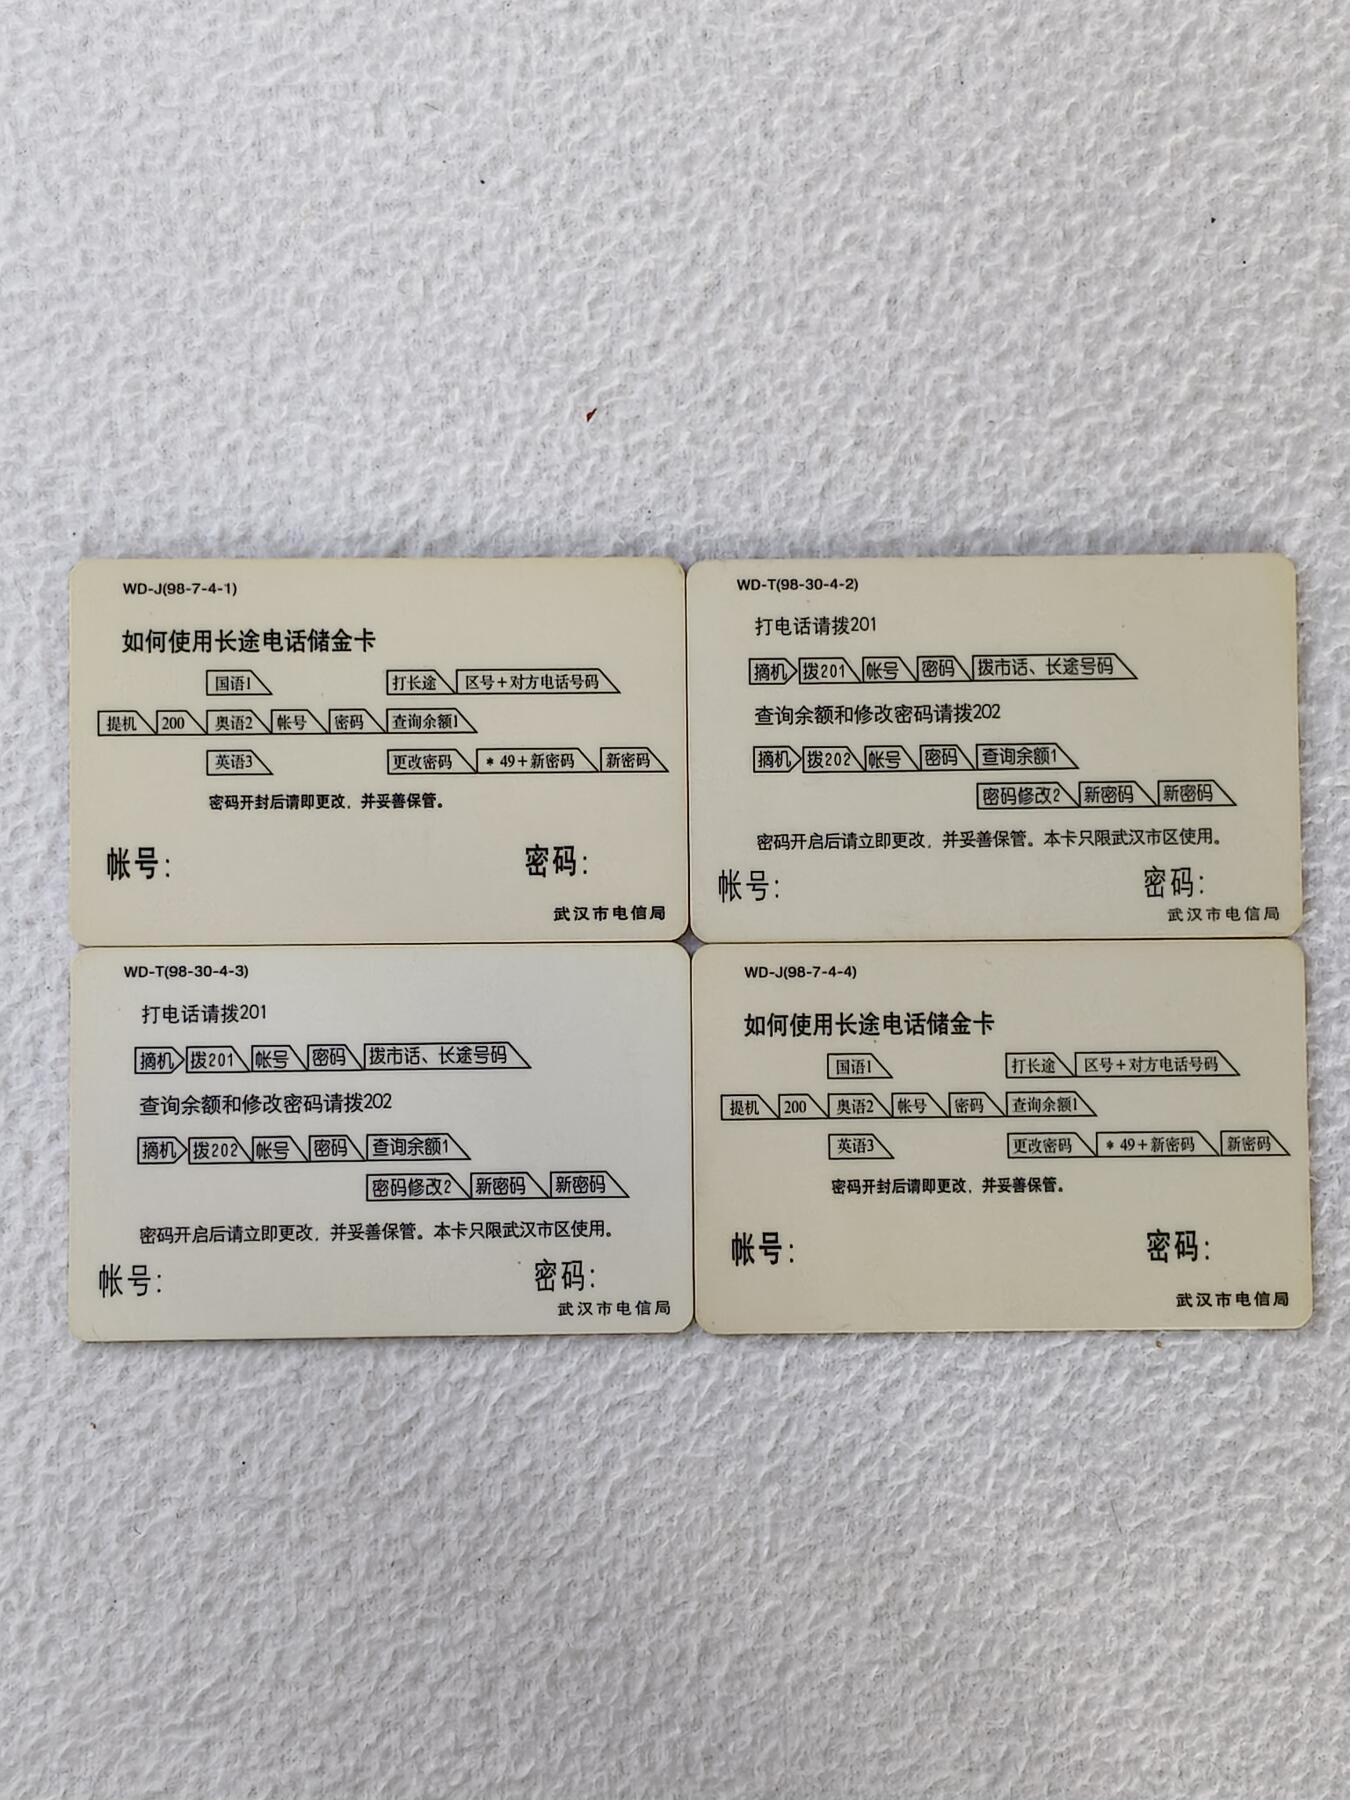 WD-J(98-7-4-1)
如何使用长途电话储金卡
国语1 打长途 区号+对方电话号码
提机 200 奥语2 帐号 密码 查询余额1
英语3 更改密码 *49+新密码 新密码
密码开封后请即更改，并妥善保管。
帐号： 密码：
武汉市电信局
WD-T(98-30-4-2)
打电话请拨201
摘机 拨201 帐号 密码 拨市话、长途号码
查询余额和修改密码请拨202
摘机 拨202 帐号 密码 查询余额1
密码修改2 新密码 新密码
密码开启后请立即更改，并妥善保管。本卡只限武汉市区使用。
帐号： 密码：
武汉市电信局
WD-T(98-30-4-3)
打电话请拨201
摘机 拨201 帐号 密码 拨市话、长途号码
查询余额和修改密码请拨202
摘机 拨202 帐号 密码 查询余额1
密码修改2 新密码 新密码
密码开启后请立即更改，并妥善保管。本卡只限武汉市区使用。
帐号： 密码：
武汉市电信局
WD-J(98-7-4-4)
如何使用长途电话储金卡
国语1 打长途 区号+对方电话号码
提机 200 奥语2 帐号 密码 查询余额1
英语3 更改密码 *49+新密码 新密码
密码开封后请即更改，并妥善保管。
帐号： 密码：
武汉市电信局